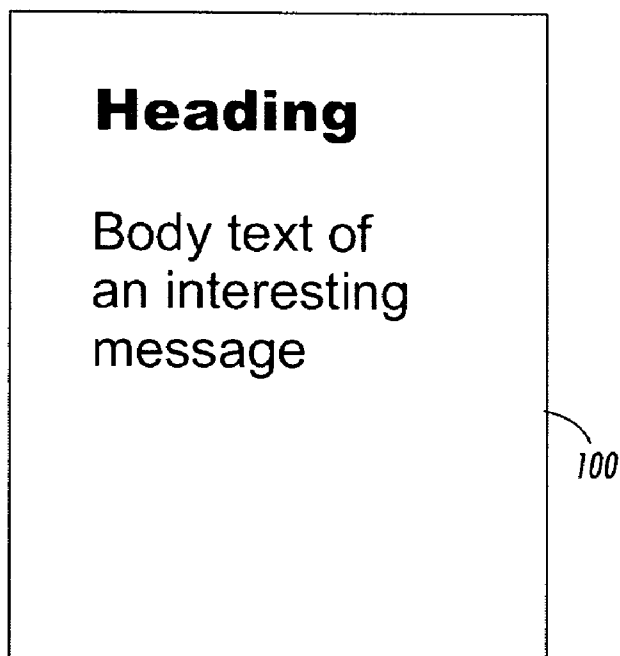 Heading
Body text of
an interesting
message
100